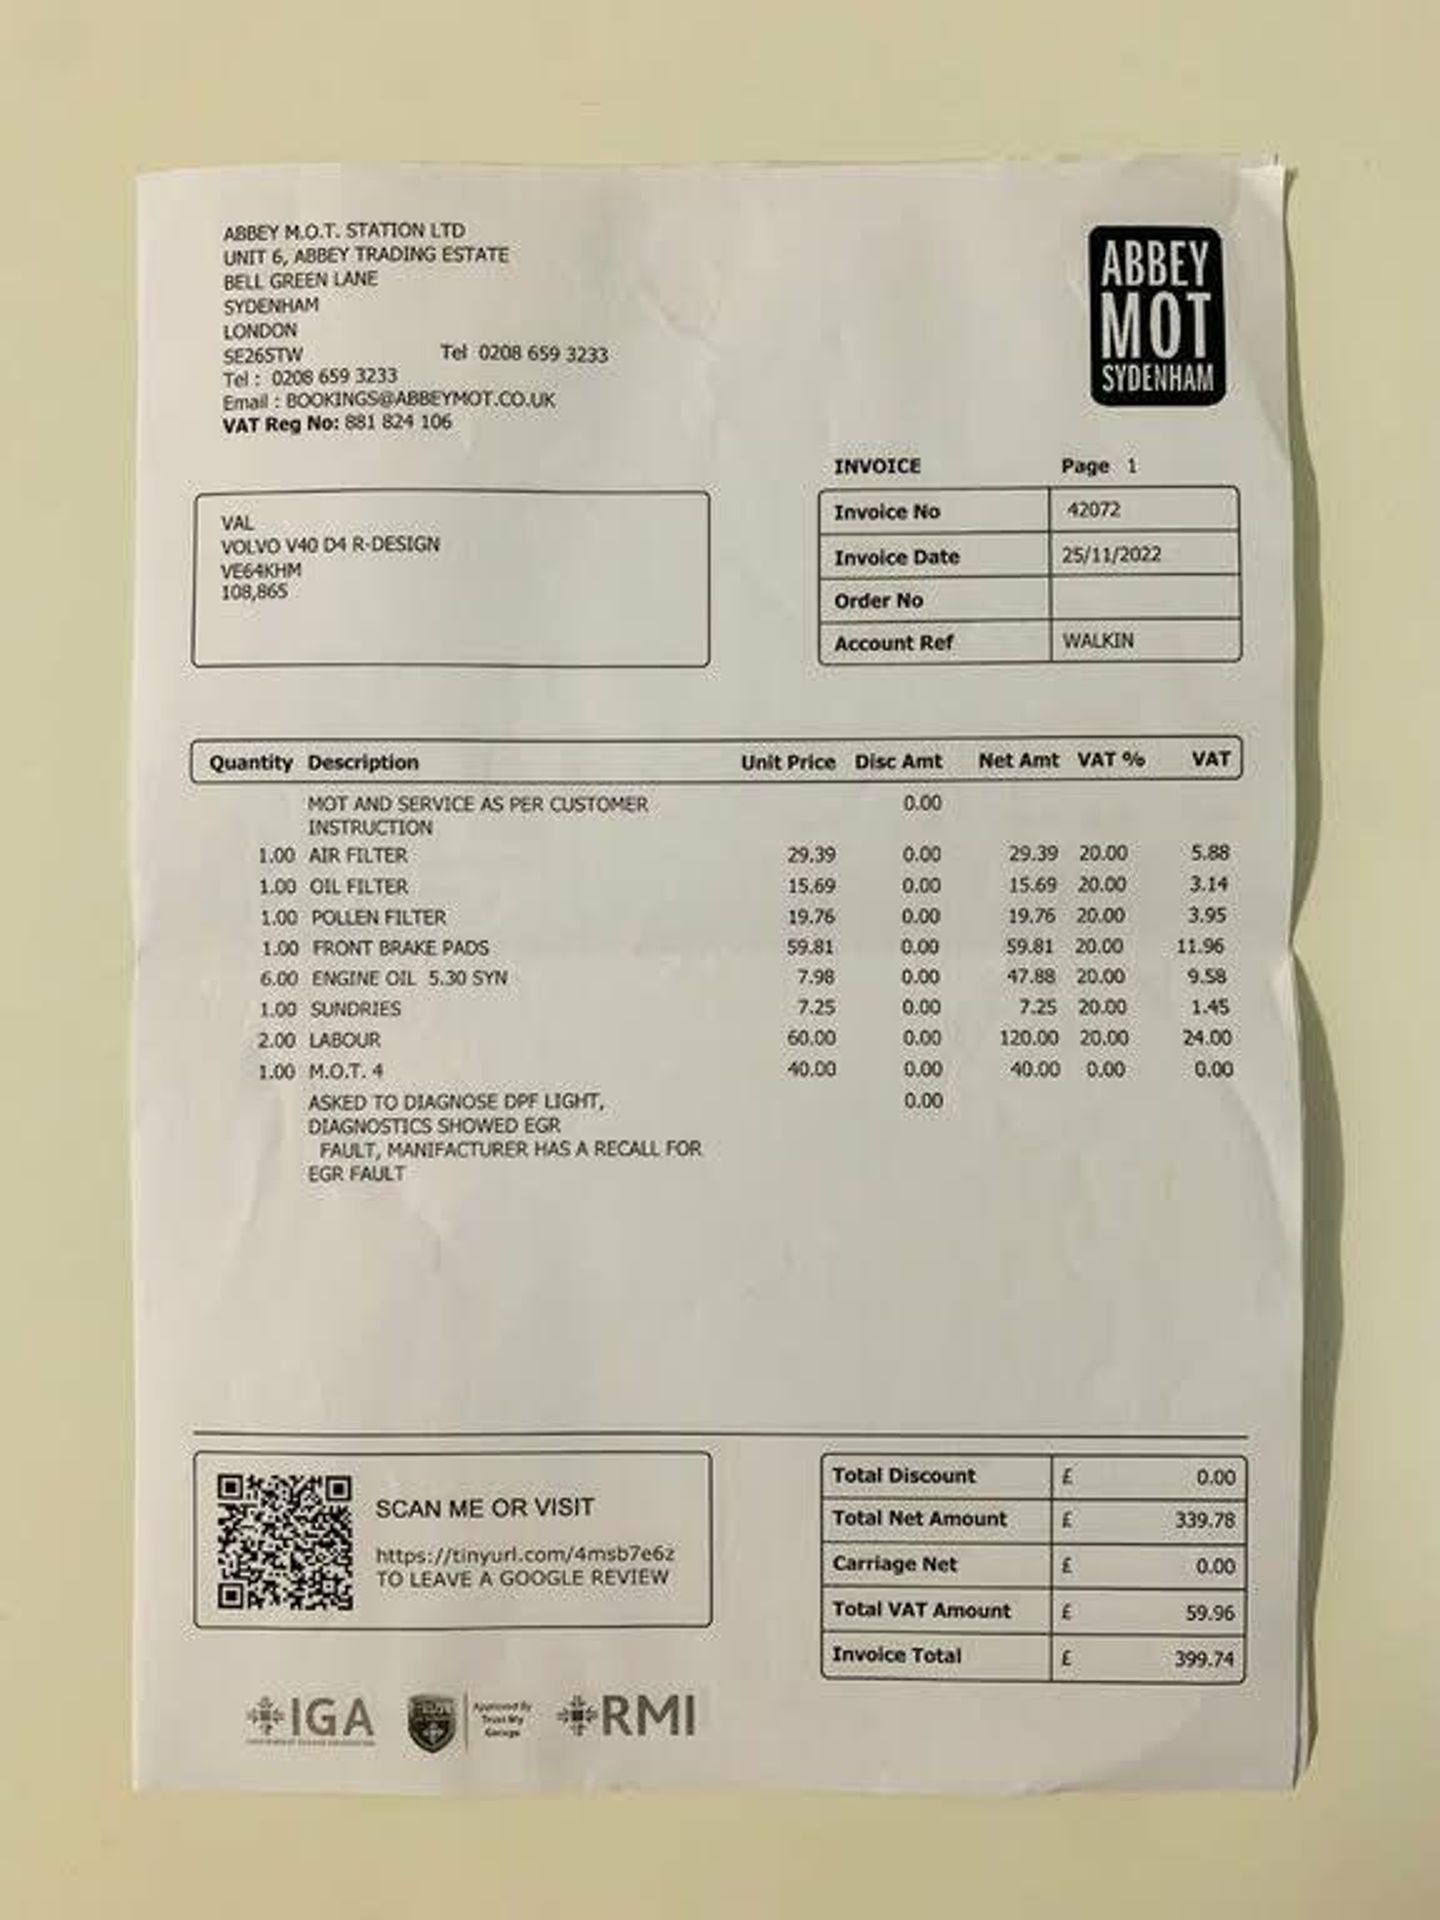 ABBEY M.O.T. STATION LTD
UNIT 6, ABBEY TRADING ESTATE
BELL GREEN LANE
SYDENHAM
LONDON
SE265TW Tel 0208 659 3233
Tel : 0208 659 3233
Email : BOOKINGS@ABBEYMOT.CO.UK
VAT Reg No: 881 824 106
ABBEY
MOT
SYDENHAM
INVOICE Page 1
VAL
VOLVO V40 D4 R-DESIGN
VE64KHM
108,865
Invoice No 42072
Invoice Date 25/11/2022
Order No
Account Ref WALKIN
Quantity Description Unit Price Disc Amt Net Amt VAT % VAT
MOT AND SERVICE AS PER CUSTOMER 0.00
INSTRUCTION
1.00 AIR FILTER 29.39 0.00 29.39 20.00 5.88
1.00 OIL FILTER 15.69 0.00 15.69 20.00 3.14
1.00 POLLEN FILTER 19.76 0.00 19.76 20.00 3.95
1.00 FRONT BRAKE PADS 59.81 0.00 59.81 20.00 11.96
6.00 ENGINE OIL 5.30 SYN 7.98 0.00 47.88 20.00 9.58
1.00 SUNDRIES 7.25 0.00 7.25 20.00 1.45
2.00 LABOUR 60.00 0.00 120.00 20.00 24.00
1.00 M.O.T. 4 40.00 0.00 40.00 0.00 0.00
ASKED TO DIAGNOSE DPF LIGHT, 0.00
DIAGNOSTICS SHOWED EGR
FAULT, MANIFACTURER HAS A RECALL FOR
EGR FAULT
SCAN ME OR VISIT
https://tinyurl.com/4msb7e6z
TO LEAVE A GOOGLE REVIEW
Total Discount £ 0.00
Total Net Amount £ 339.78
Carriage Net £ 0.00
Total VAT Amount £ 59.96
Invoice Total £ 399.74
IGA
Approved By
Trust My
Garage
RMI